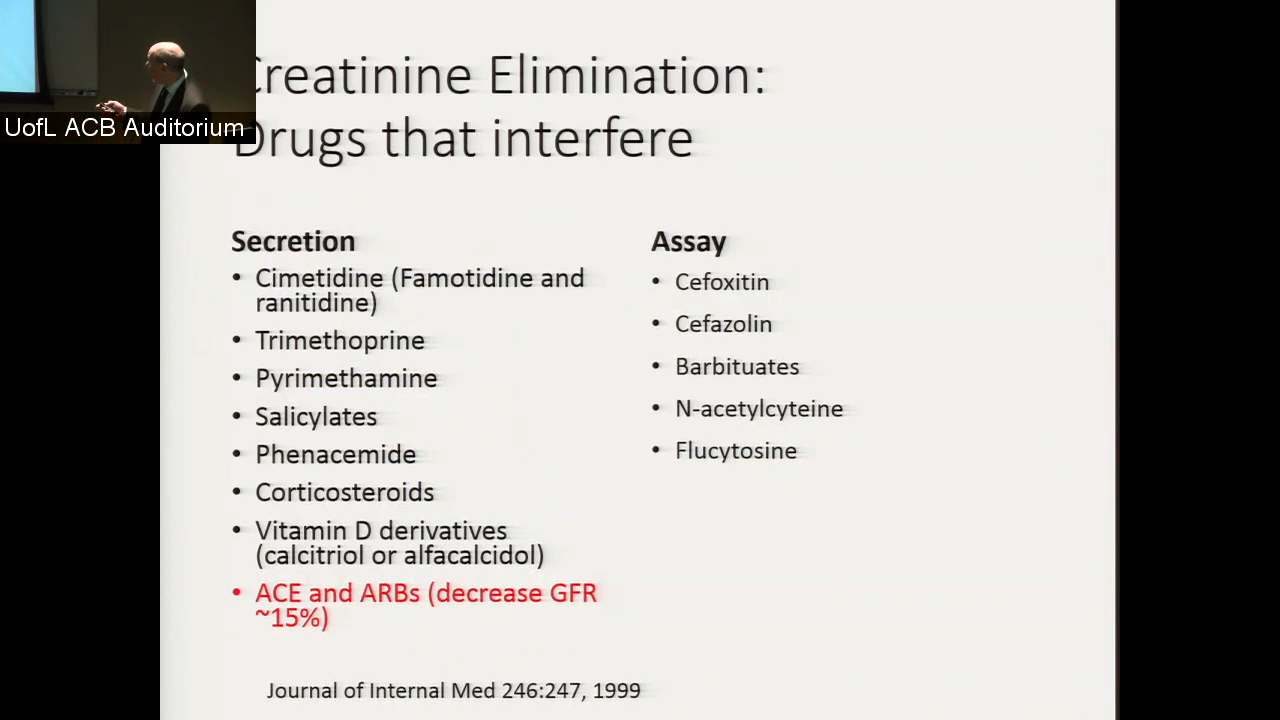 UofL ACB Auditorium
Creatinine Elimination:
Drugs that interfere
Secretion
• Cimetidine (Famotidine and
ranitidine)
• Trimethoprine
• Pyrimethamine
• Salicylates
• Phenacemide
• Corticosteroids
• Vitamin D derivatives
(calcitriol or alfacalcidol)
• ACE and ARBs (decrease GFR
~15%)
Assay
• Cefoxitin
• Cefazolin
• Barbituates
• N-acetylcyteine
• Flucytosine
Journal of Internal Med 246:247, 1999